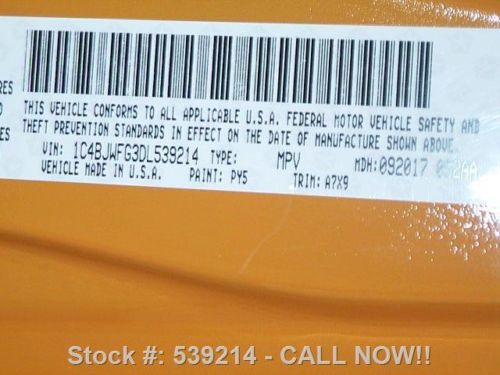 RES
THIS VEHICLE CONFORMS TO ALL APPLICABLE U.S.A. FEDERAL MOTOR VEHICLE SAFETY AND
THEFT PREVENTION STANDARDS IN EFFECT ON THE DATE OF MANUFACTURE SHOWN ABOVE.
VIN: 1C4BJWFG3DL539214 TYPE: MPV MDH:092017
VEHICLE MADE IN U.S.A. PAINT: PY5 TRIM: A7X9
Stock #: 539214 - CALL NOW!!